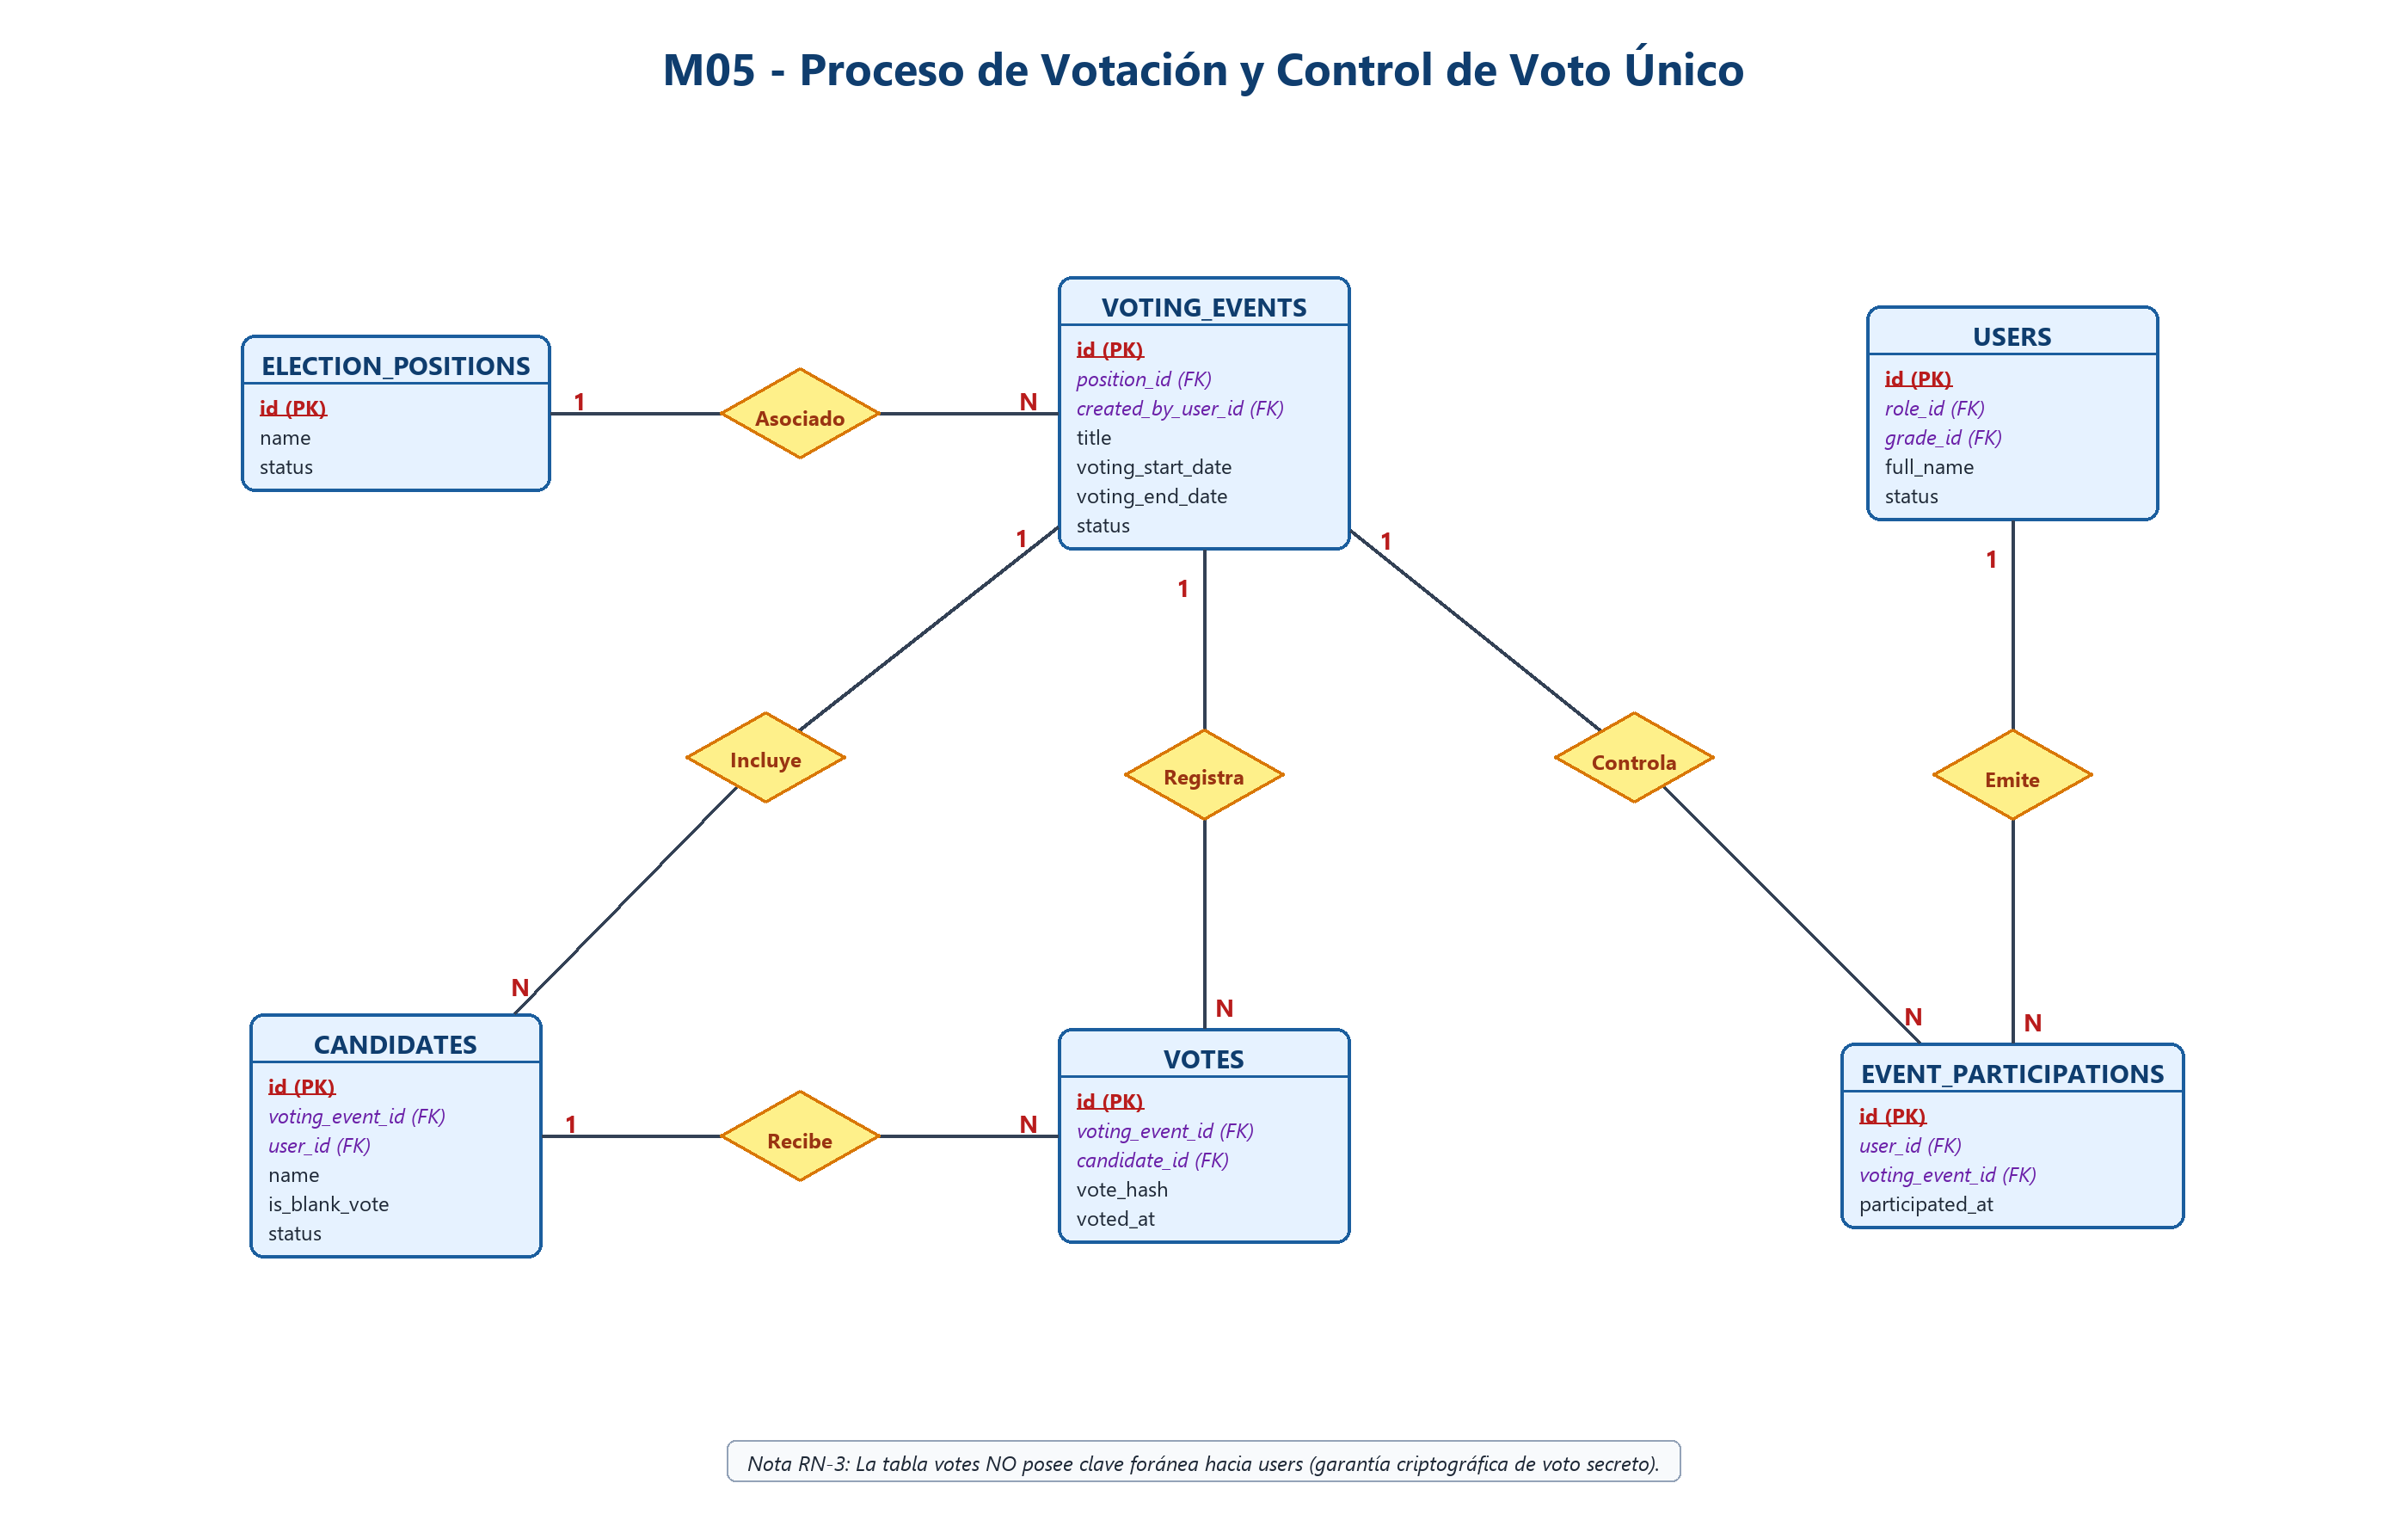 M05 - Proceso de Votación y Control de Voto Único
VOTING_EVENTS
id (PK)
position_id (FK)
created_by_user_id (FK)
title
voting_start_date
voting_end_date
status
ELECTION_POSITIONS
id (PK)
name
status
1
Asociado
N
USERS
id (PK)
role_id (FK)
grade_id (FK)
full_name
status
1
1
1
1
Incluye
Registra
Controla
Emite
N
N
N
N
CANDIDATES
id (PK)
voting_event_id (FK)
user_id (FK)
name
is_blank_vote
status
1
Recibe
N
VOTES
id (PK)
voting_event_id (FK)
candidate_id (FK)
vote_hash
voted_at
EVENT_PARTICIPATIONS
id (PK)
user_id (FK)
voting_event_id (FK)
participated_at
Nota RN-3: La tabla votes NO posee clave foránea hacia users (garantía criptográfica de voto secreto).